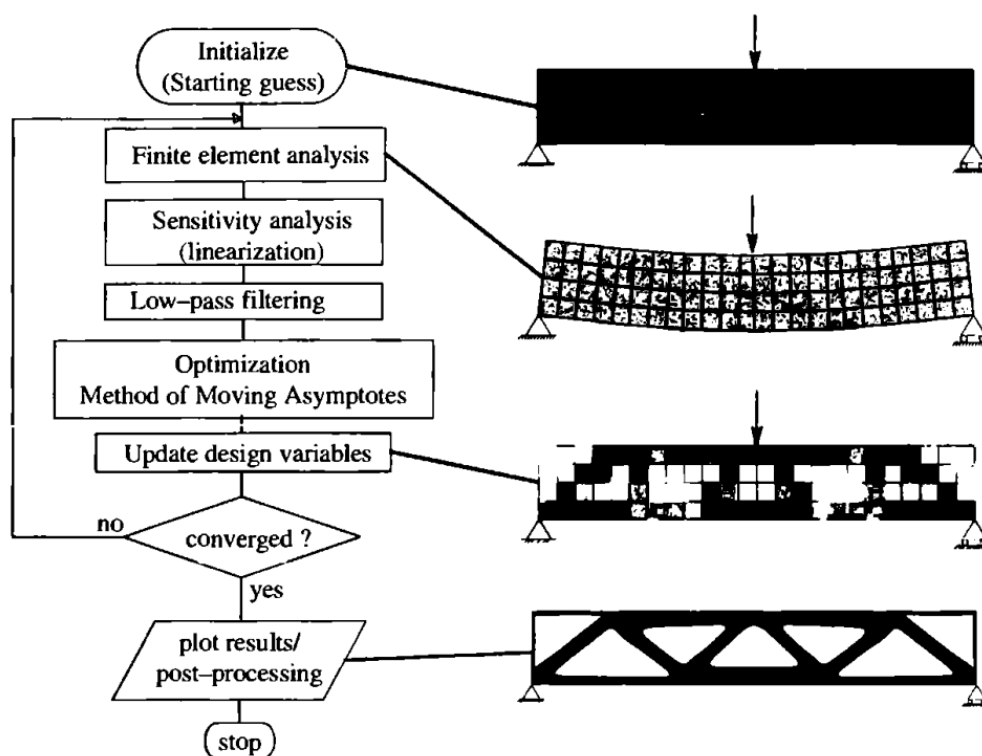 Initialize
(Starting guess)
Finite element analysis
Sensitivity analysis
(linearization)
Low–pass filtering
Optimization
Method of Moving Asymptotes
Update design variables
no
converged ?
yes
plot results/
post–processing
stop